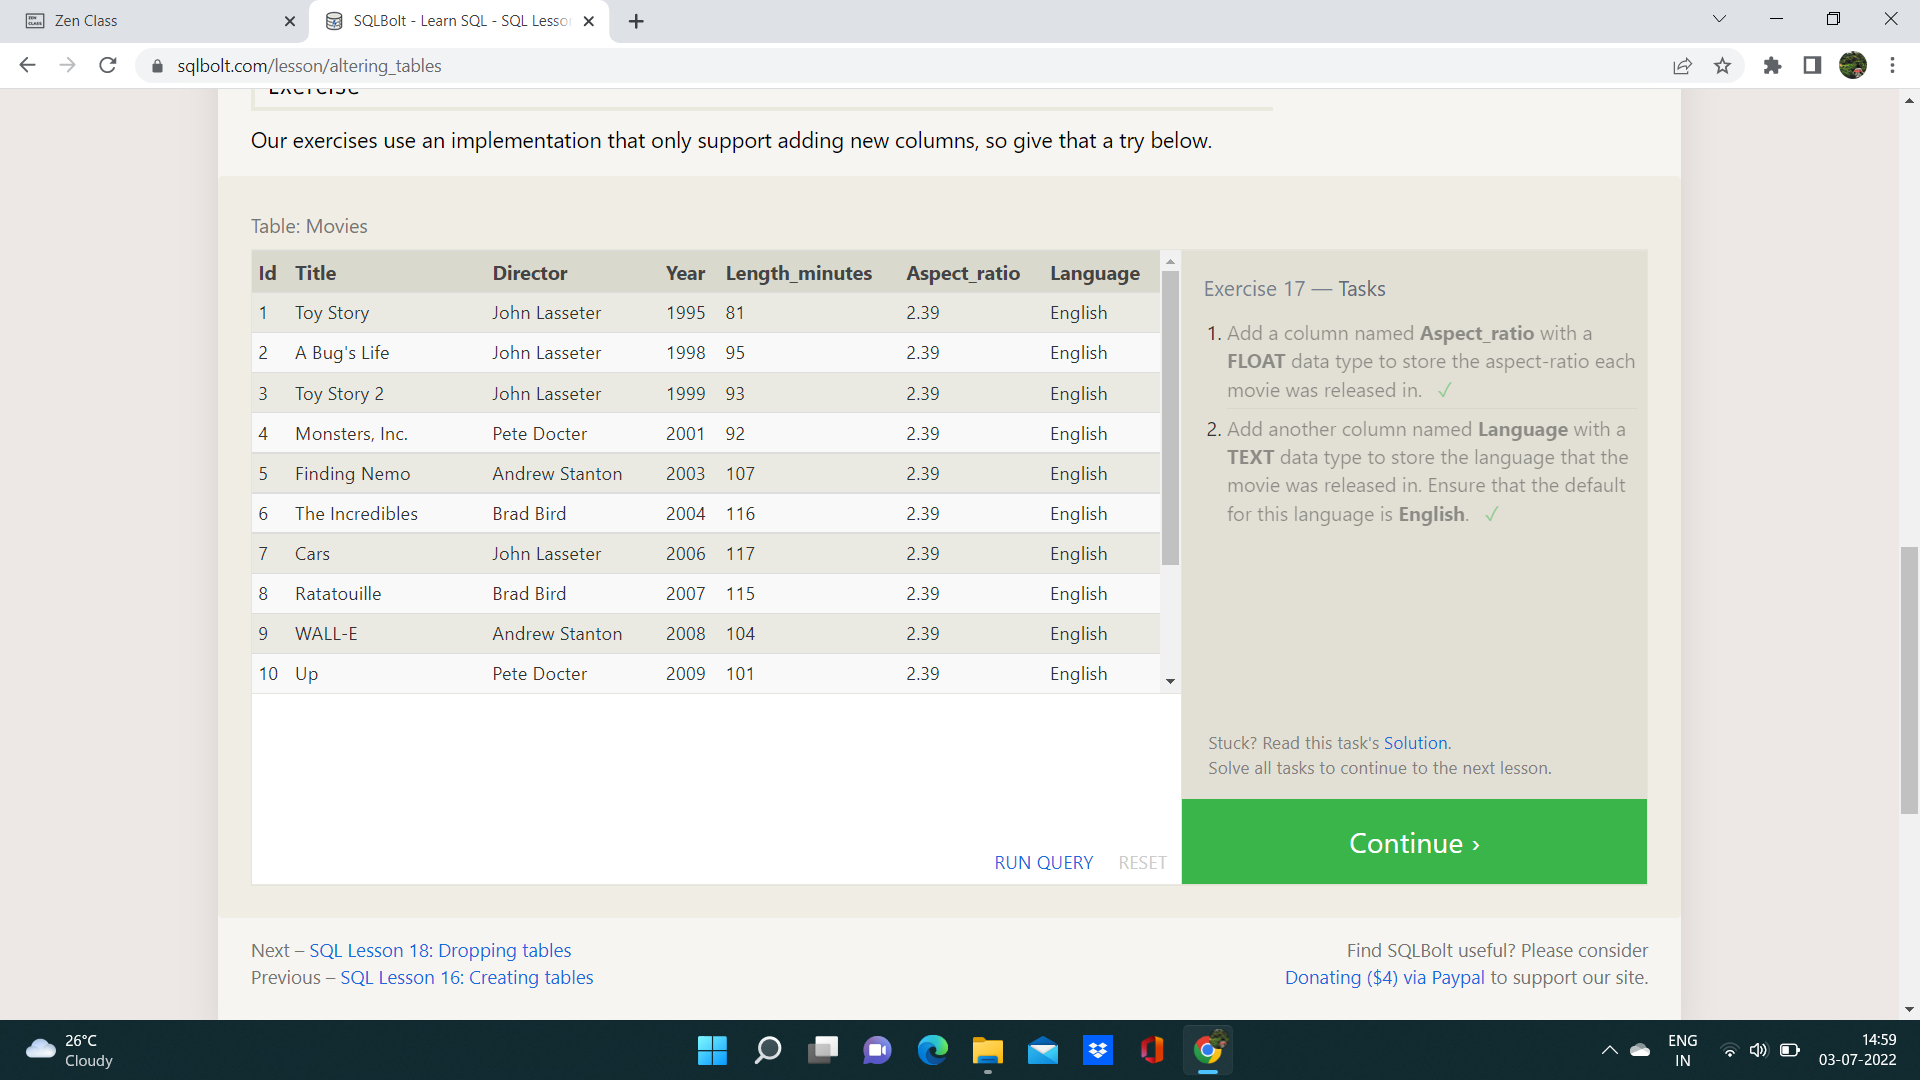 Zen Class
SQLBolt - Learn SQL - SQL Lesso
sqlbolt.com/lesson/altering_tables
Exercise
Our exercises use an implementation that only support adding new columns, so give that a try below.
Table: Movies
Id Title Director Year Length_minutes Aspect_ratio Language
1 Toy Story John Lasseter 1995 81 2.39 English
2 A Bug's Life John Lasseter 1998 95 2.39 English
3 Toy Story 2 John Lasseter 1999 93 2.39 English
4 Monsters, Inc. Pete Docter 2001 92 2.39 English
5 Finding Nemo Andrew Stanton 2003 107 2.39 English
6 The Incredibles Brad Bird 2004 116 2.39 English
7 Cars John Lasseter 2006 117 2.39 English
8 Ratatouille Brad Bird 2007 115 2.39 English
9 WALL-E Andrew Stanton 2008 104 2.39 English
10 Up Pete Docter 2009 101 2.39 English
RUN QUERY RESET
Exercise 17 — Tasks
1. Add a column named Aspect_ratio with a
FLOAT data type to store the aspect-ratio each
movie was released in. ✓
2. Add another column named Language with a
TEXT data type to store the language that the
movie was released in. Ensure that the default
for this language is English. ✓
Stuck? Read this task's Solution.
Solve all tasks to continue to the next lesson.
Continue ›
Next – SQL Lesson 18: Dropping tables
Previous – SQL Lesson 16: Creating tables
Find SQLBolt useful? Please consider
Donating ($4) via Paypal to support our site.
26°C
Cloudy
ENG
IN
14:59
03-07-2022